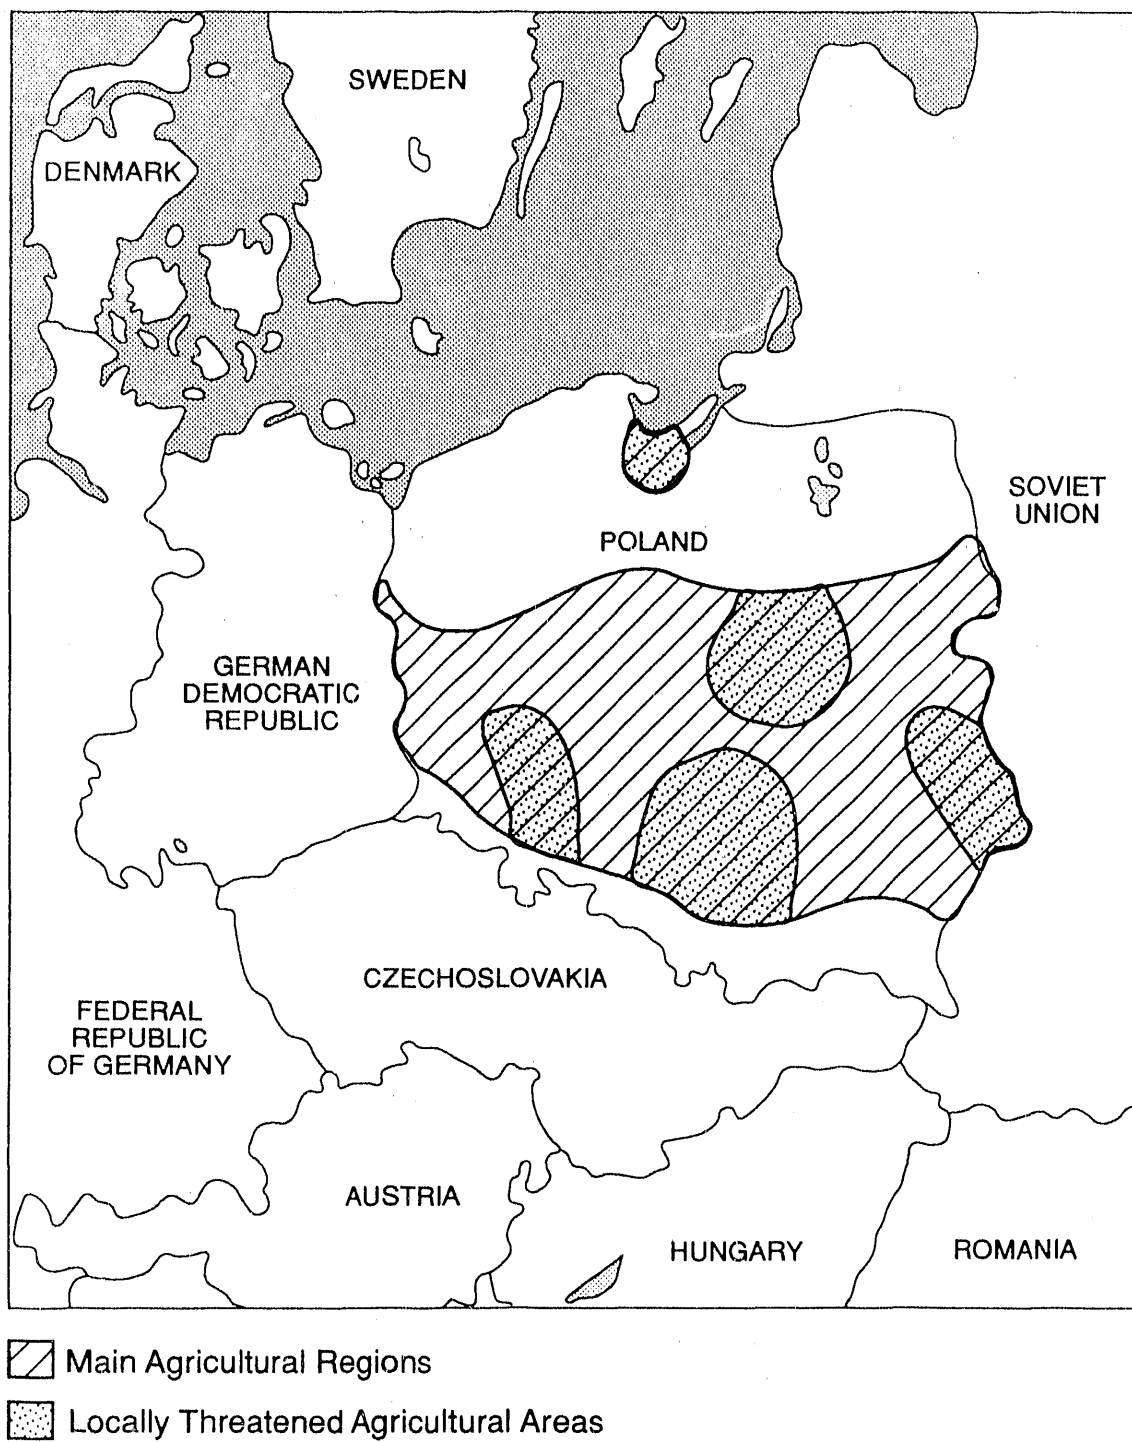 SWEDEN
DENMARK
SOVIET
UNION
POLAND
GERMAN
DEMOCRATIC
REPUBLIC
CZECHOSLOVAKIA
FEDERAL
REPUBLIC
OF GERMANY
AUSTRIA
HUNGARY
ROMANIA
Main Agricultural Regions
Locally Threatened Agricultural Areas